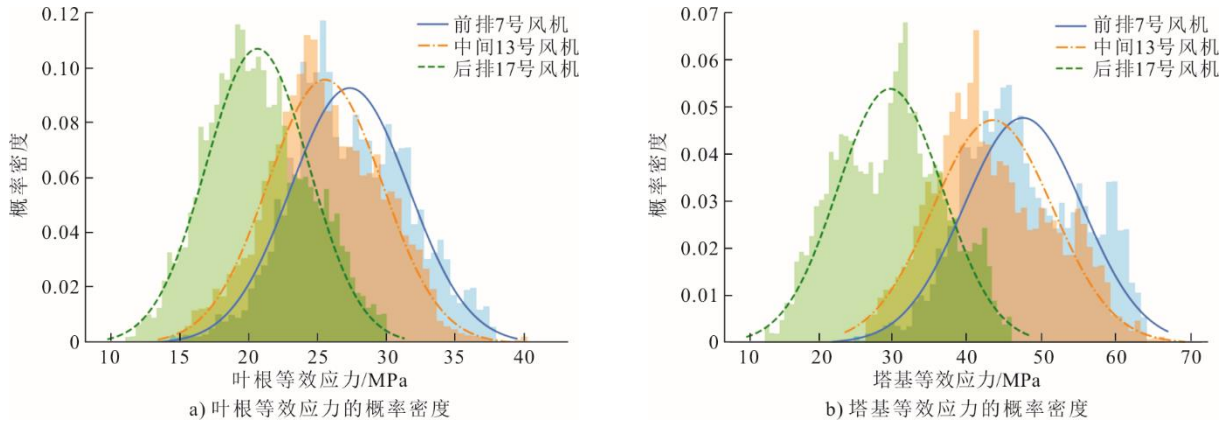 0.12
0.10
0.08
0.06
0.04
0.02
0
概率密度
前排7号风机
中间13号风机
后排17号风机
10 15 20 25 30 35 40
叶根等效应力/MPa
a) 叶根等效应力的概率密度
0.07
0.06
0.05
0.04
0.03
0.02
0.01
0
概率密度
前排7号风机
中间13号风机
后排17号风机
10 20 30 40 50 60 70
塔基等效应力/MPa
b) 塔基等效应力的概率密度